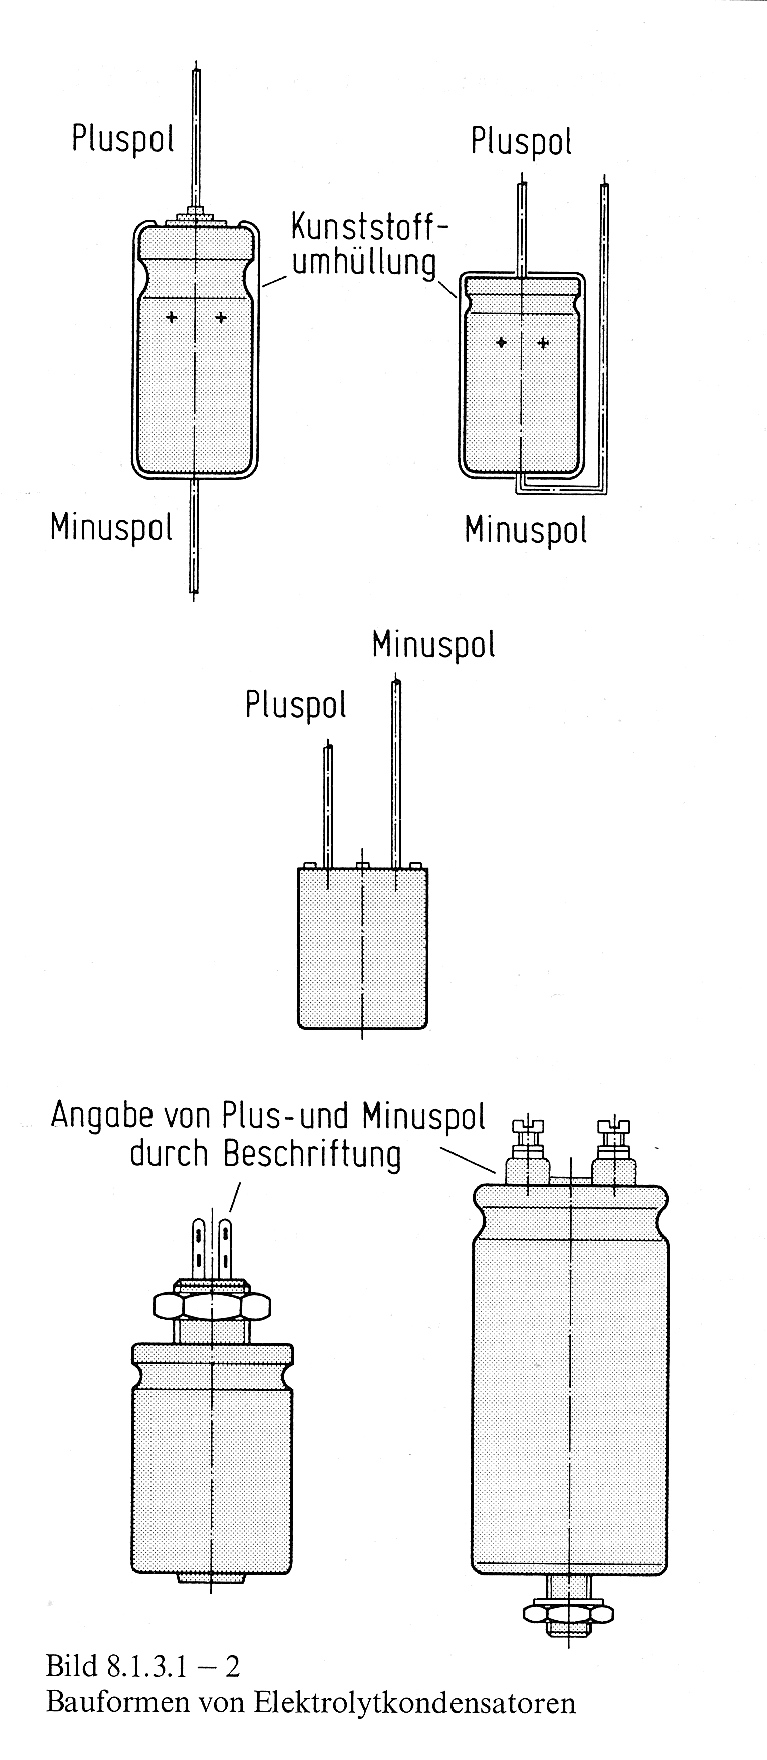 Pluspol
Pluspol
Kunststoff-
umhüllung
+ +
+ +
Minuspol
Minuspol
Minuspol
Pluspol
Angabe von Plus-und Minuspol
durch Beschriftung
Bild 8.1.3.1 – 2
Bauformen von Elektrolytkondensatoren